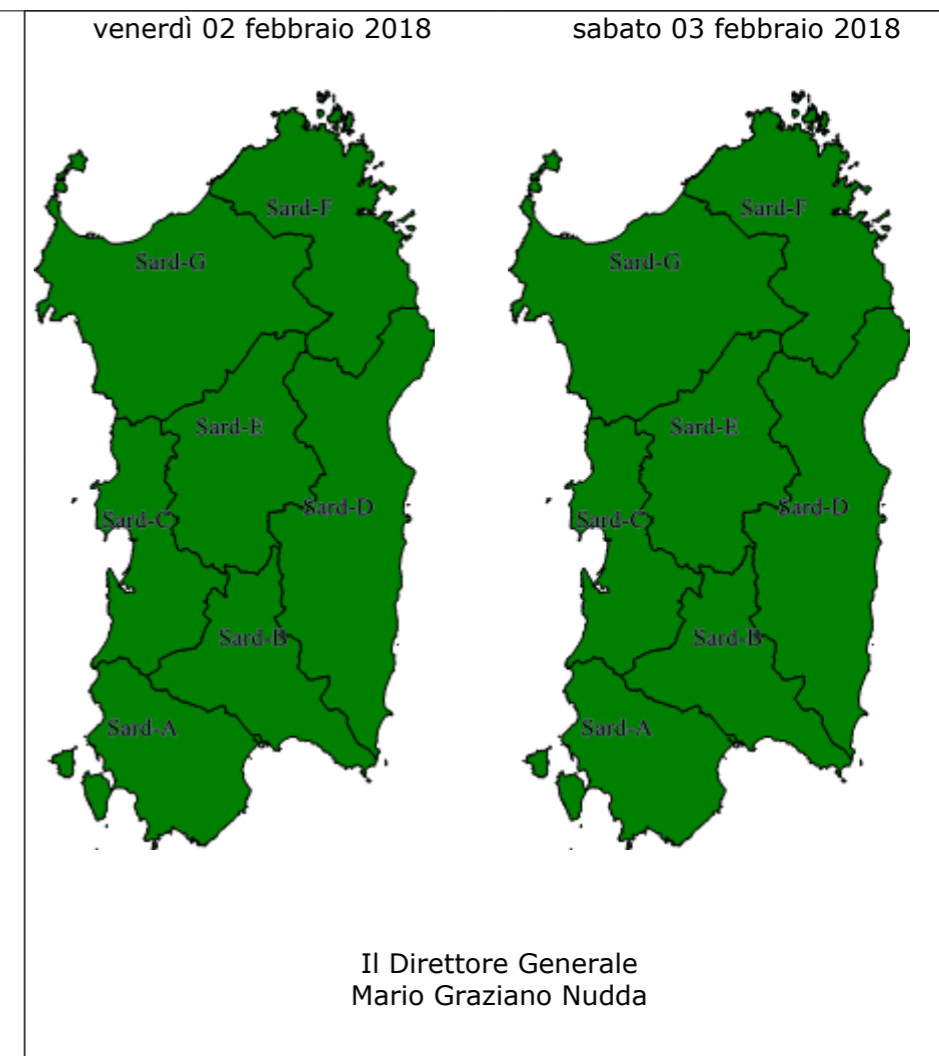 venerdì 02 febbraio 2018
sabato 03 febbraio 2018
Sard-F
Sard-G
Sard-E
Sard-D
Sard-C
Sard-B
Sard-A
Sard-F
Sard-G
Sard-E
Sard-D
Sard-C
Sard-B
Sard-A
Il Direttore Generale
Mario Graziano Nudda